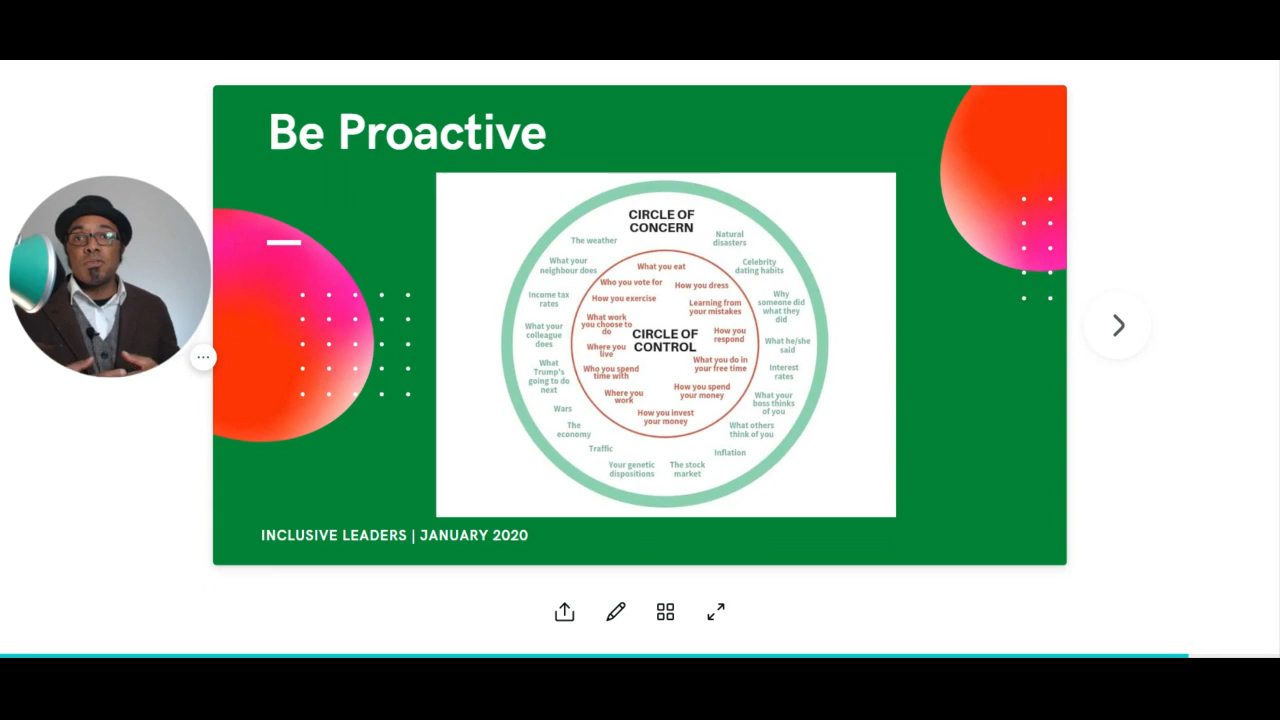 Be Proactive
CIRCLE OF
CONCERN
The weather
Natural
disasters
What your
neighbour does
Celebrity
dating habits
Income tax
rates
Why
someone did
what they
did
What your
colleague
does
What he/she
said
What
Trump's
going to do
next
Interest
rates
Wars
What your
boss thinks
of you
The
economy
What others
think of you
Traffic
Inflation
Your genetic
dispositions
The stock
market
What you eat
Who you vote for
How you dress
How you exercise
Learning from
your mistakes
What work
you choose to
do
CIRCLE OF
CONTROL
How you
respond
Where you
live
What you do in
your free time
Who you spend
time with
Where you
work
How you spend
your money
How you invest
your money
INCLUSIVE LEADERS | JANUARY 2020